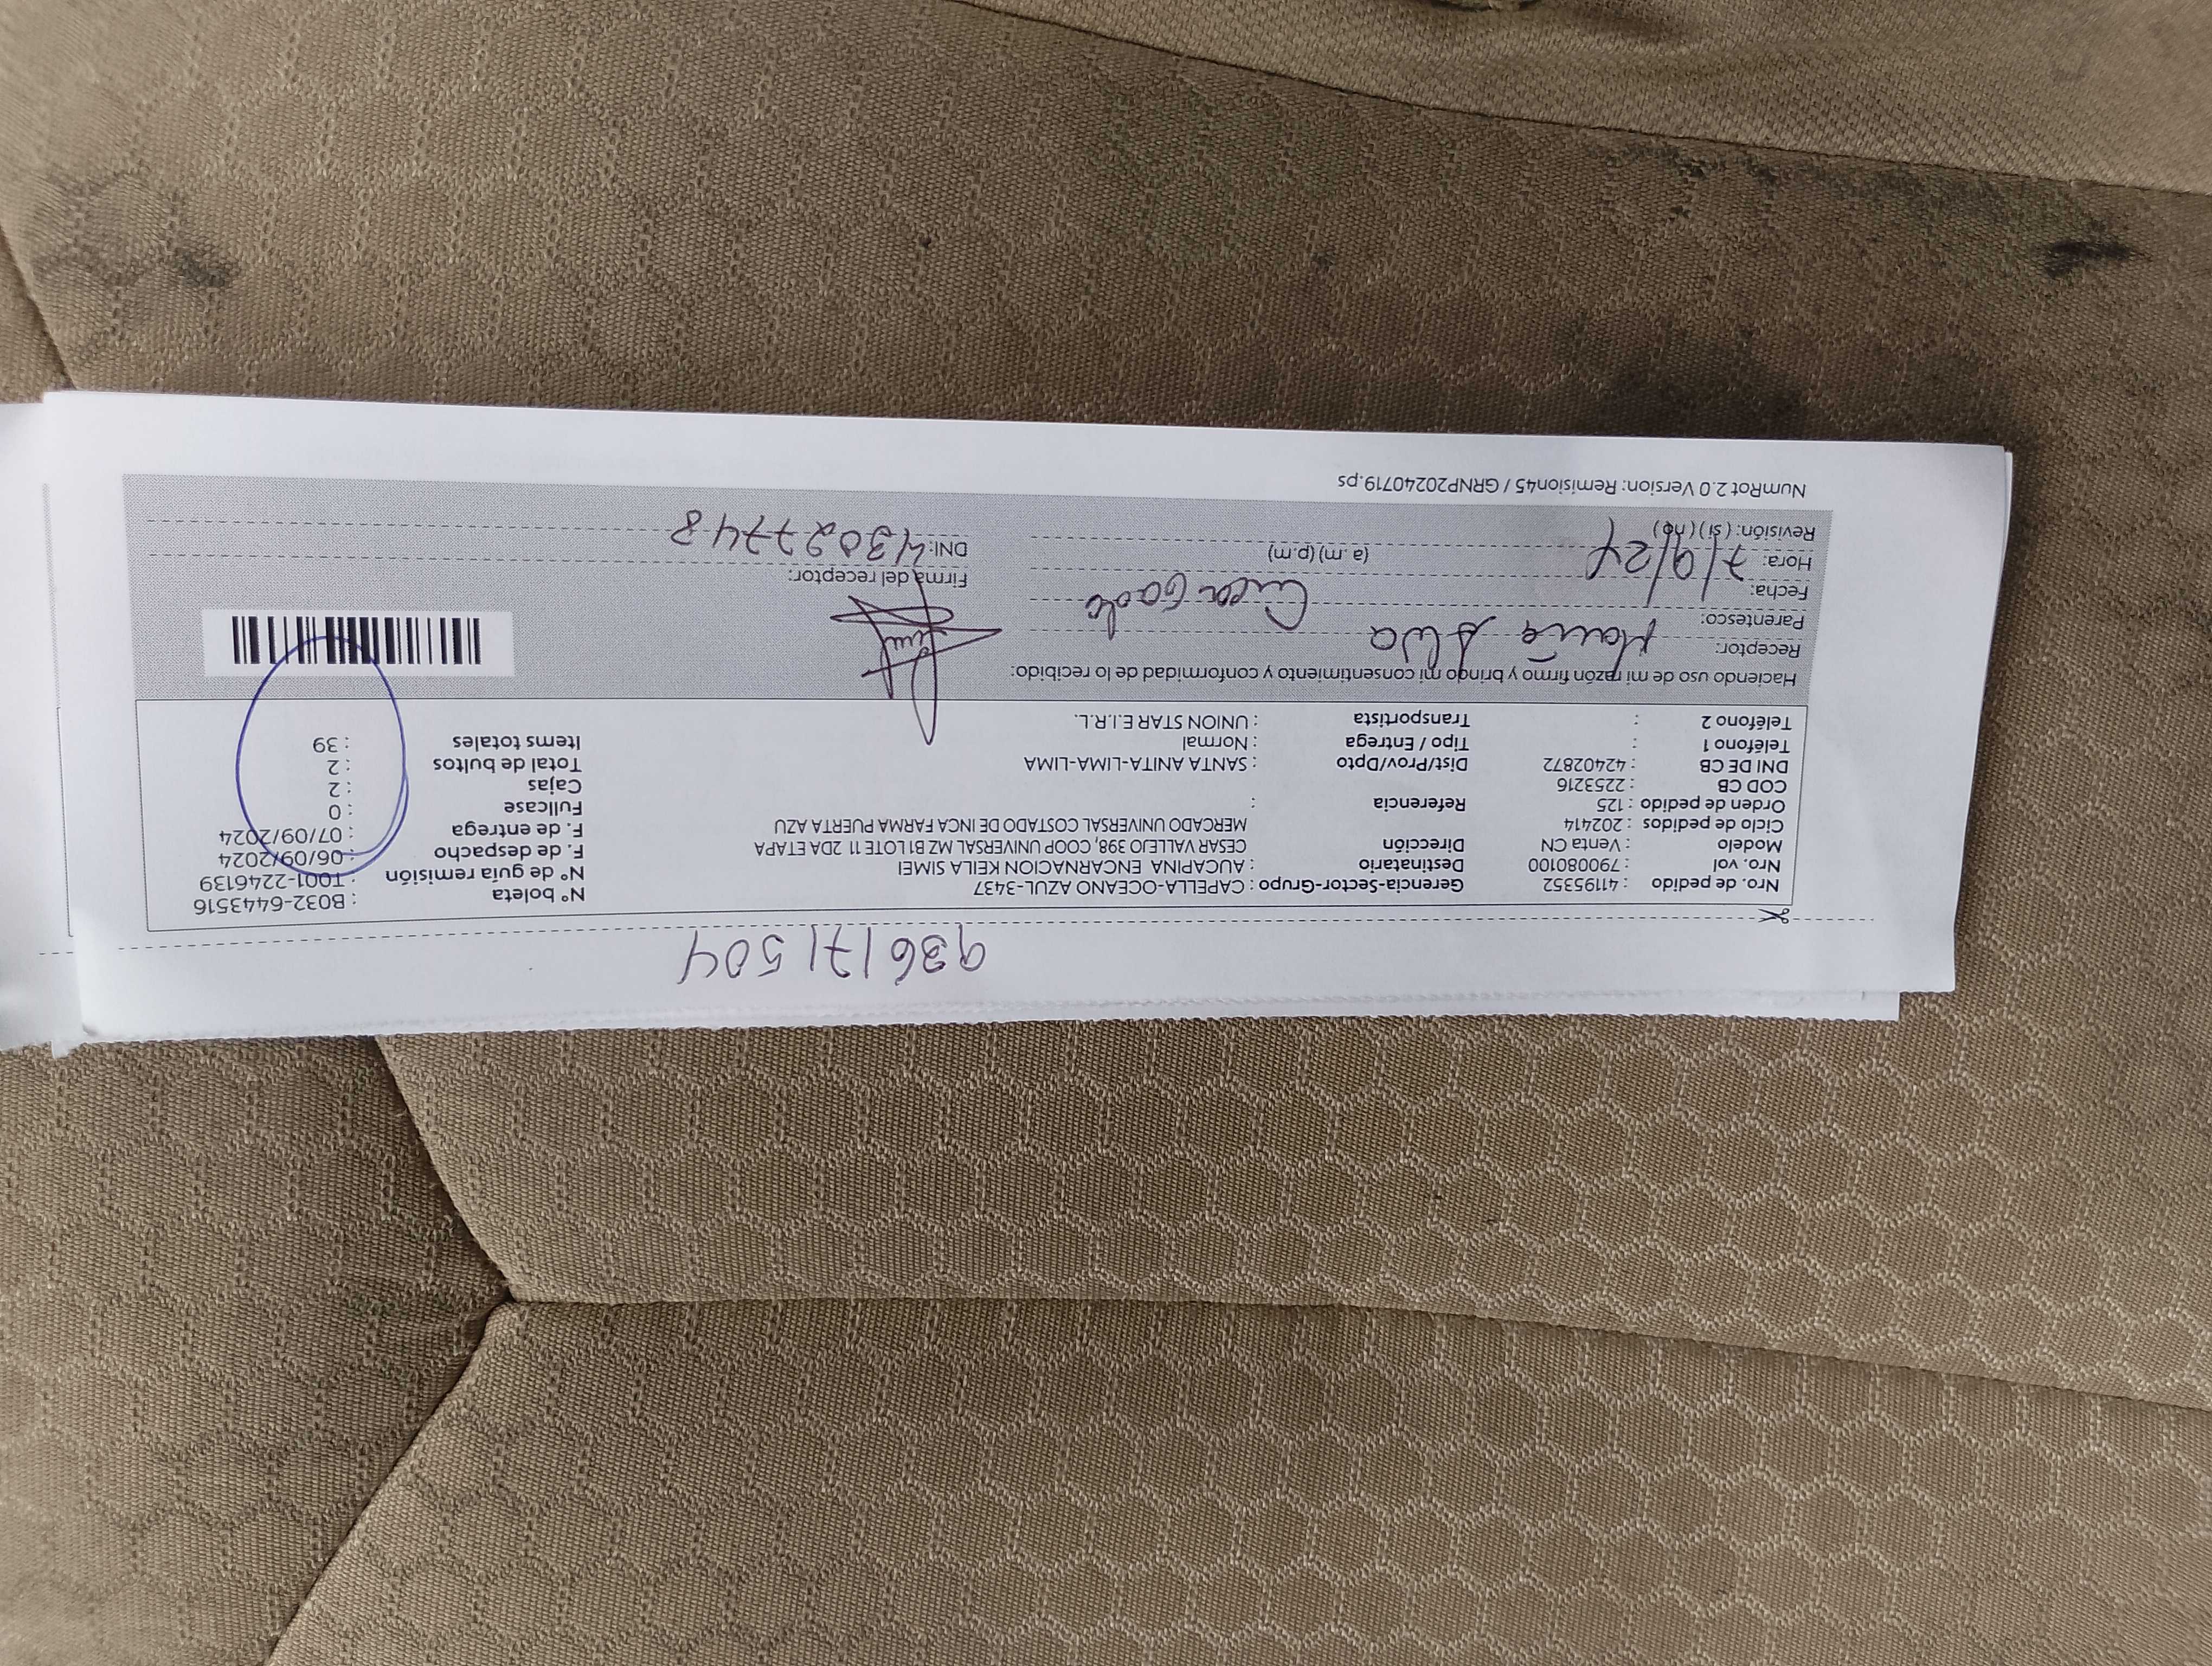 936171504
Nro. de pedido : 41195352 Gerencia-Sector-Grupo : CAPELLA-OCEANO AZUL-3437 N° boleta : B032-6443516
Nro. vol : 790080100 Destinatario : AUCAPINA ENCARNACION KEILA SIMEI N° de guía remisión : T001-2246139
Modelo : Venta CN Dirección CESAR VALLEJO 398, COOP UNIVERSAL MZ B1 LOTE 11 2DA ETAPA F. de despacho : 06/09/2024
Ciclo de pedidos : 202414 MERCADO UNIVERSAL COSTADO DE INCA FARMA PUERTA AZU F. de entrega : 07/09/2024
Orden de pedido : 125 Referencia : Fullcase : 0
COD CB : 2253216 Cajas : 2
DNI DE CB : 42402872 Dist/Prov/Dpto : SANTA ANITA-LIMA-LIMA Total de bultos : 2
Teléfono 1 : Tipo / Entrega : Normal Items totales : 39
Teléfono 2 : Transportista : UNION STAR E.I.R.L.
Haciendo uso de mi razón firmo y brindo mi consentimiento y conformidad de lo recibido:
Receptor: María Alva
Parentesco:
Fecha: 7/9/24 Firma del receptor:
Hora: (a.m) (p.m) DNI: 43027748
Revisión: (si) (no)
NumRot 2.0 Version: Remision45 / GRNP20240719.ps